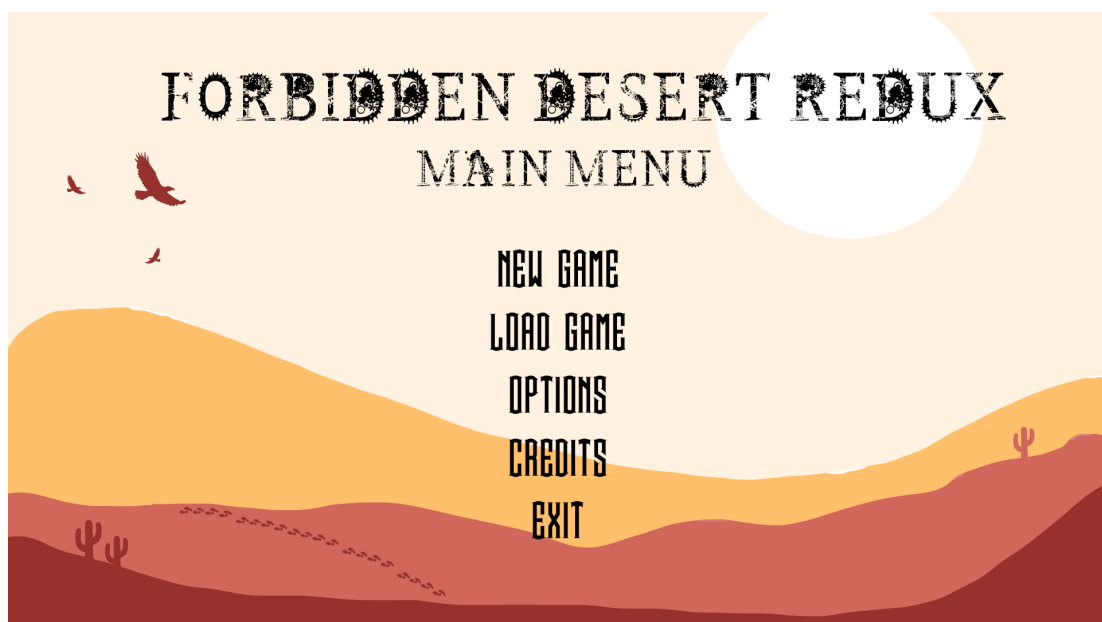 FORBIDDEN DESERT REDUX
MAIN MENU
NEW GAME
LOAD GAME
OPTIONS
CREDITS
EXIT